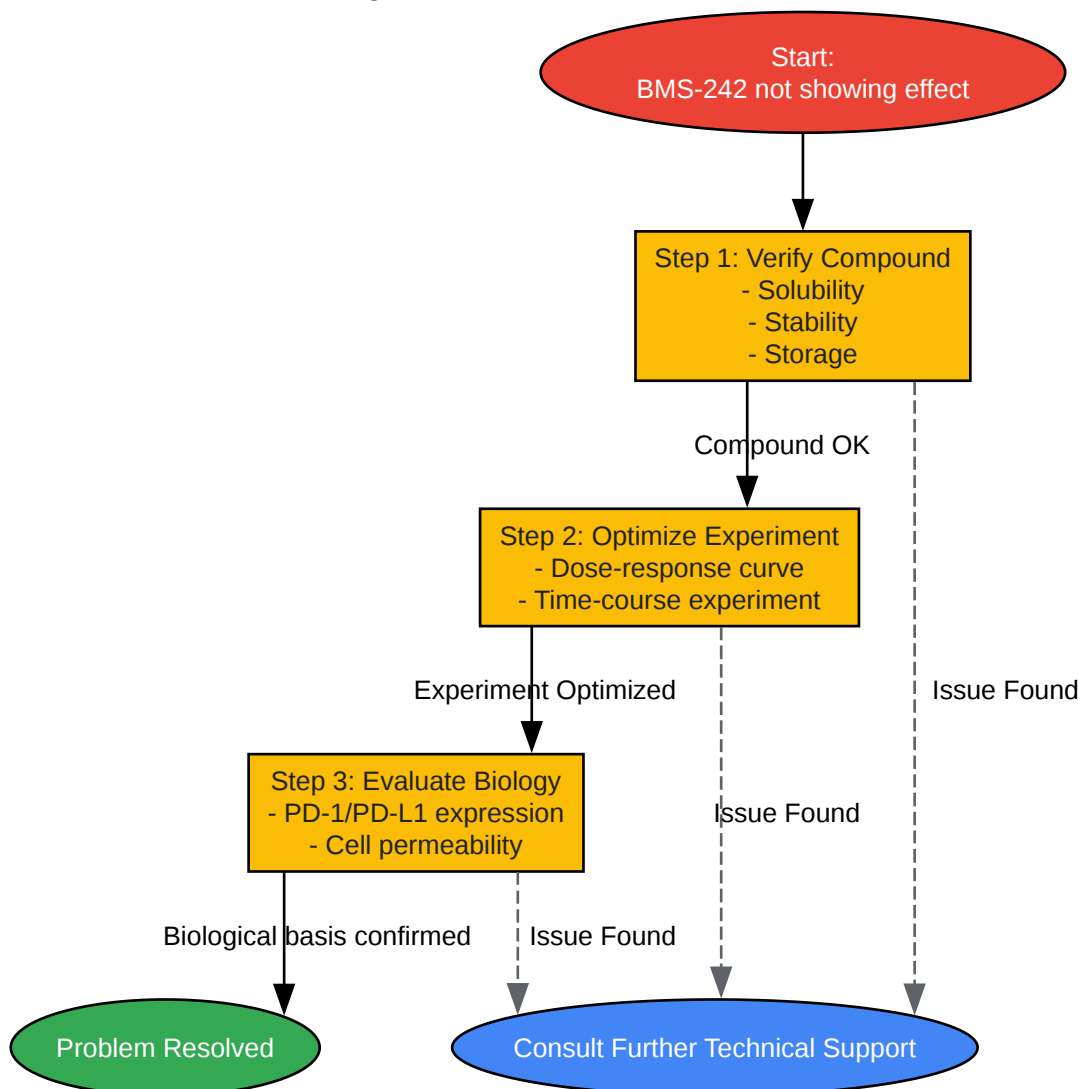 Start:
BMS-242 not showing effect
Step 1: Verify Compound
- Solubility
- Stability
- Storage
Compound OK
Step 2: Optimize Experiment
- Dose-response curve
- Time-course experiment
Experiment Optimized
Issue Found
Step 3: Evaluate Biology
- PD-1/PD-L1 expression
- Cell permeability
Issue Found
Biological basis confirmed
Issue Found
Problem Resolved
Consult Further Technical Support